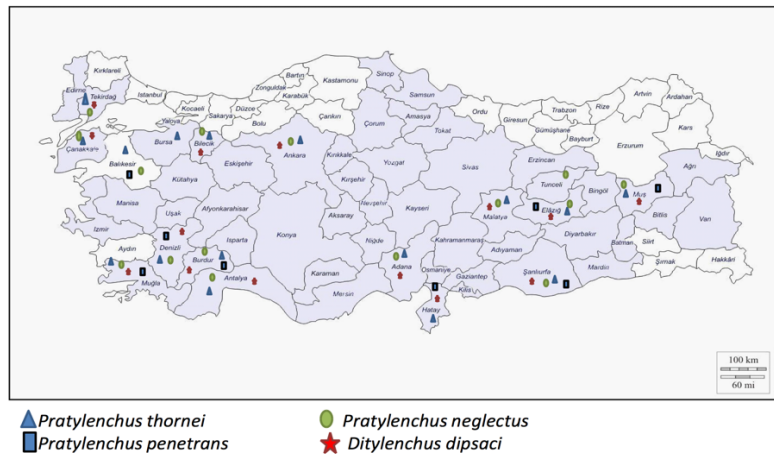 Kırklareli
Edirne
Tekirdağ
İstanbul
Kocaeli
Yalova
Sakarya
Düzce
Bolu
Zonguldak
Bartın
Karabük
Kastamonu
Sinop
Samsun
Çankırı
Çorum
Amasya
Tokat
Ordu
Giresun
Trabzon
Rize
Artvin
Ardahan
Kars
Gümüşhane
Bayburt
Erzurum
Iğdır
Ağrı
Çanakkale
Balıkesir
Bursa
Bilecik
Eskişehir
Ankara
Kırıkkale
Kırşehir
Yozgat
Sivas
Erzincan
Tunceli
Bingöl
Muş
Van
Bitlis
Kütahya
Manisa
Uşak
Afyonkarahisar
İzmir
Aydın
Denizli
Burdur
Isparta
Konya
Aksaray
Nevşehir
Kayseri
Niğde
Malatya
Elazığ
Diyarbakır
Batman
Siirt
Şırnak
Hakkâri
Mardin
Adıyaman
Kahramanmaraş
Şanlıurfa
Gaziantep
Kilis
Osmaniye
Adana
Hatay
Mersin
Karaman
Antalya
Muğla
100 km
60 mi
Pratylenchus thornei
Pratylenchus neglectus
Pratylenchus penetrans
Ditylenchus dipsaci